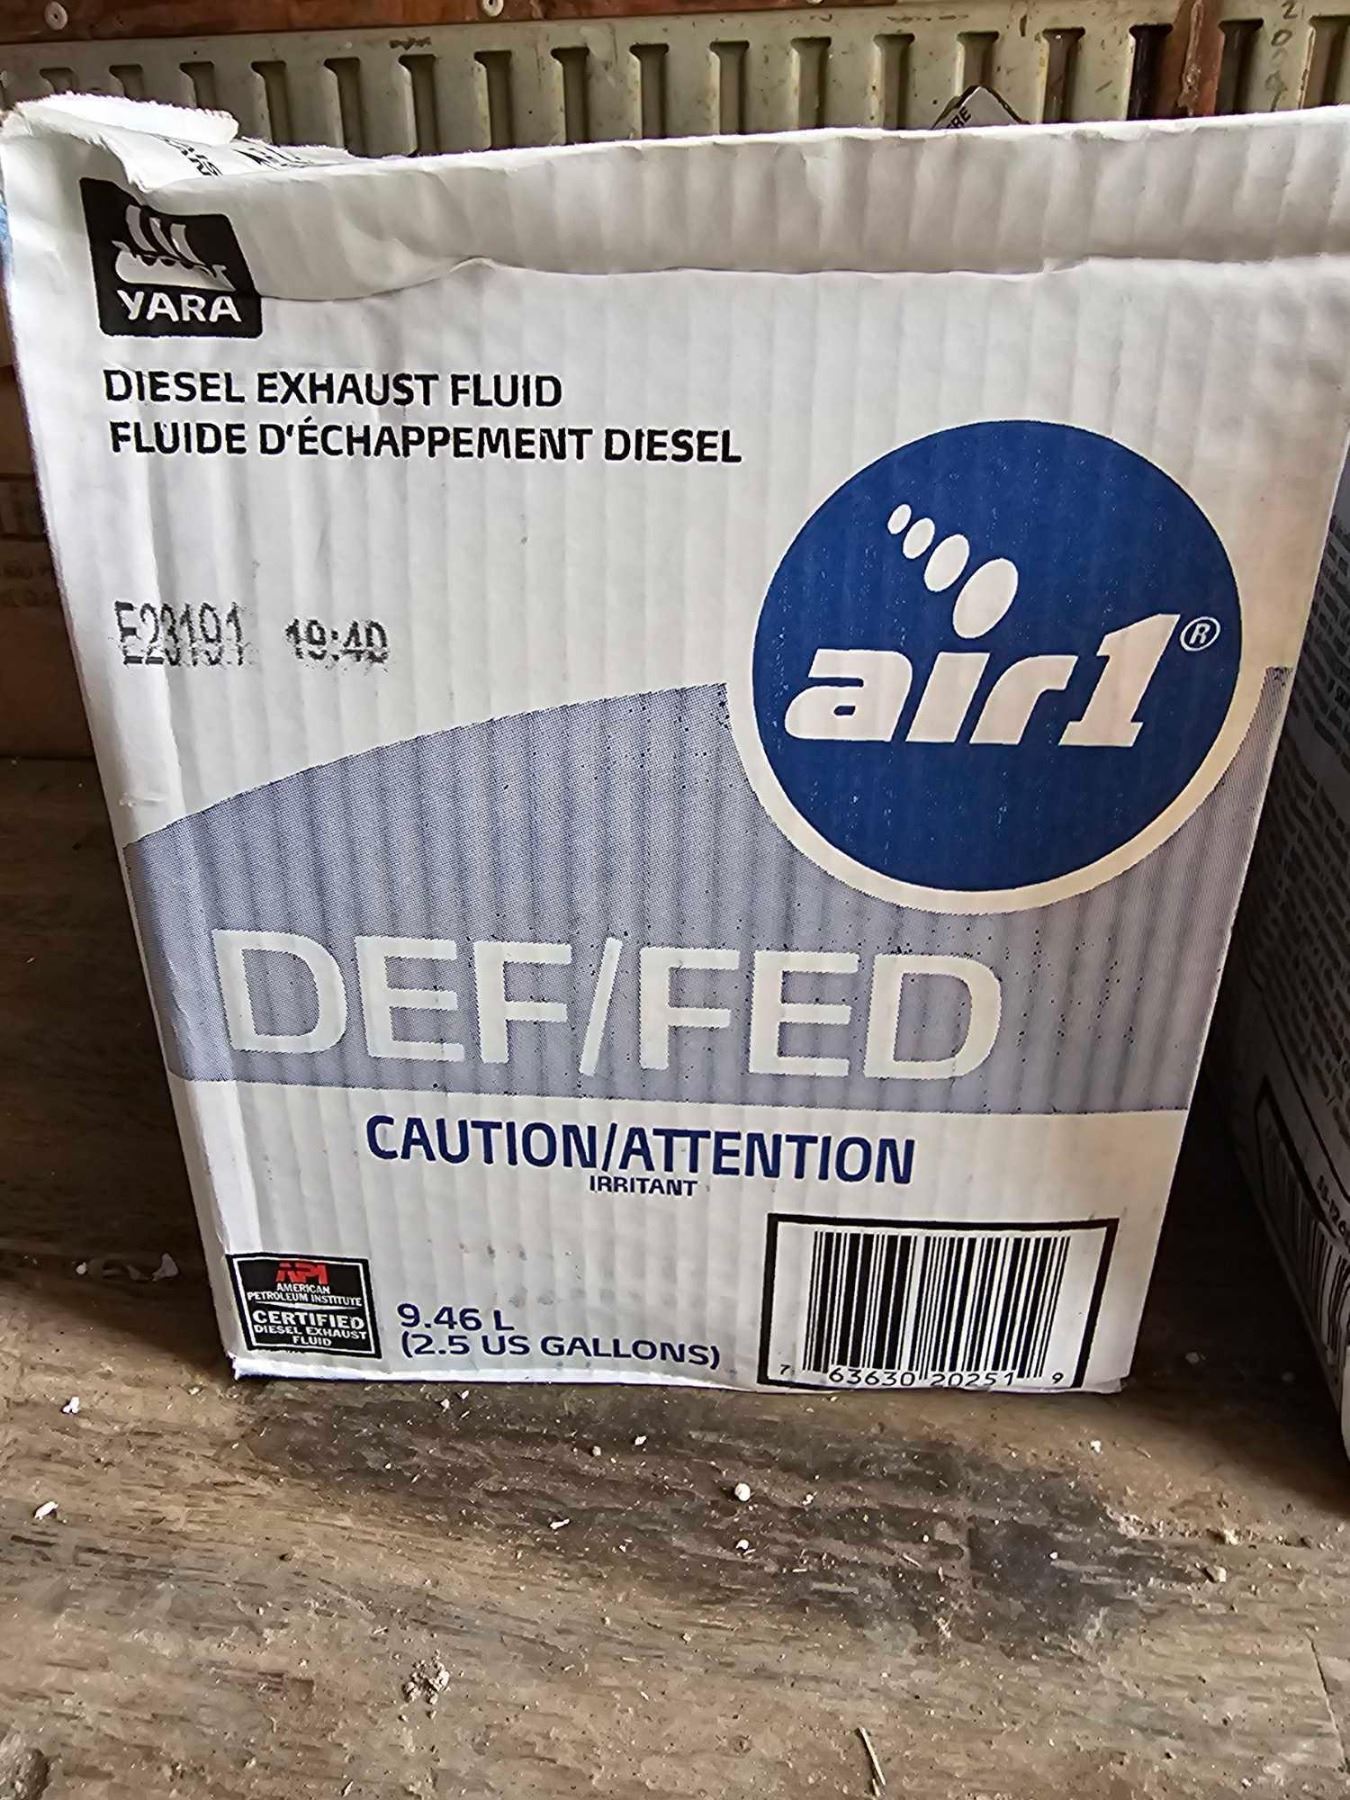 YARA
DIESEL EXHAUST FLUID
FLUIDE D'ÉCHAPPEMENT DIESEL
E23191 19:40
air1®
DEF/FED
CAUTION/ATTENTION
IRRITANT
API
AMERICAN
PETROLEUM INSTITUTE
CERTIFIED
DIESEL EXHAUST
FLUID
9.46 L
(2.5 US GALLONS)
7 63630 20251 9